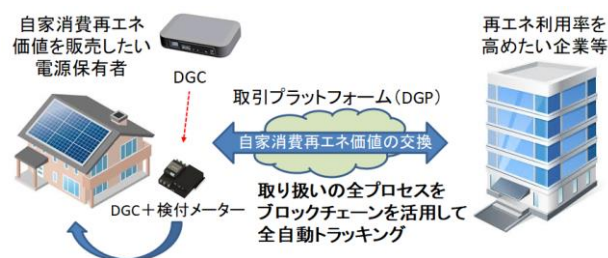 自家消費再エネ
価値を販売したい
電源保有者
DGC
DGC＋検付メーター
取引プラットフォーム（DGP）
自家消費再エネ価値の交換
取り扱いの全プロセスを
ブロックチェーンを活用して
全自動トラッキング
再エネ利用率を
高めたい企業等